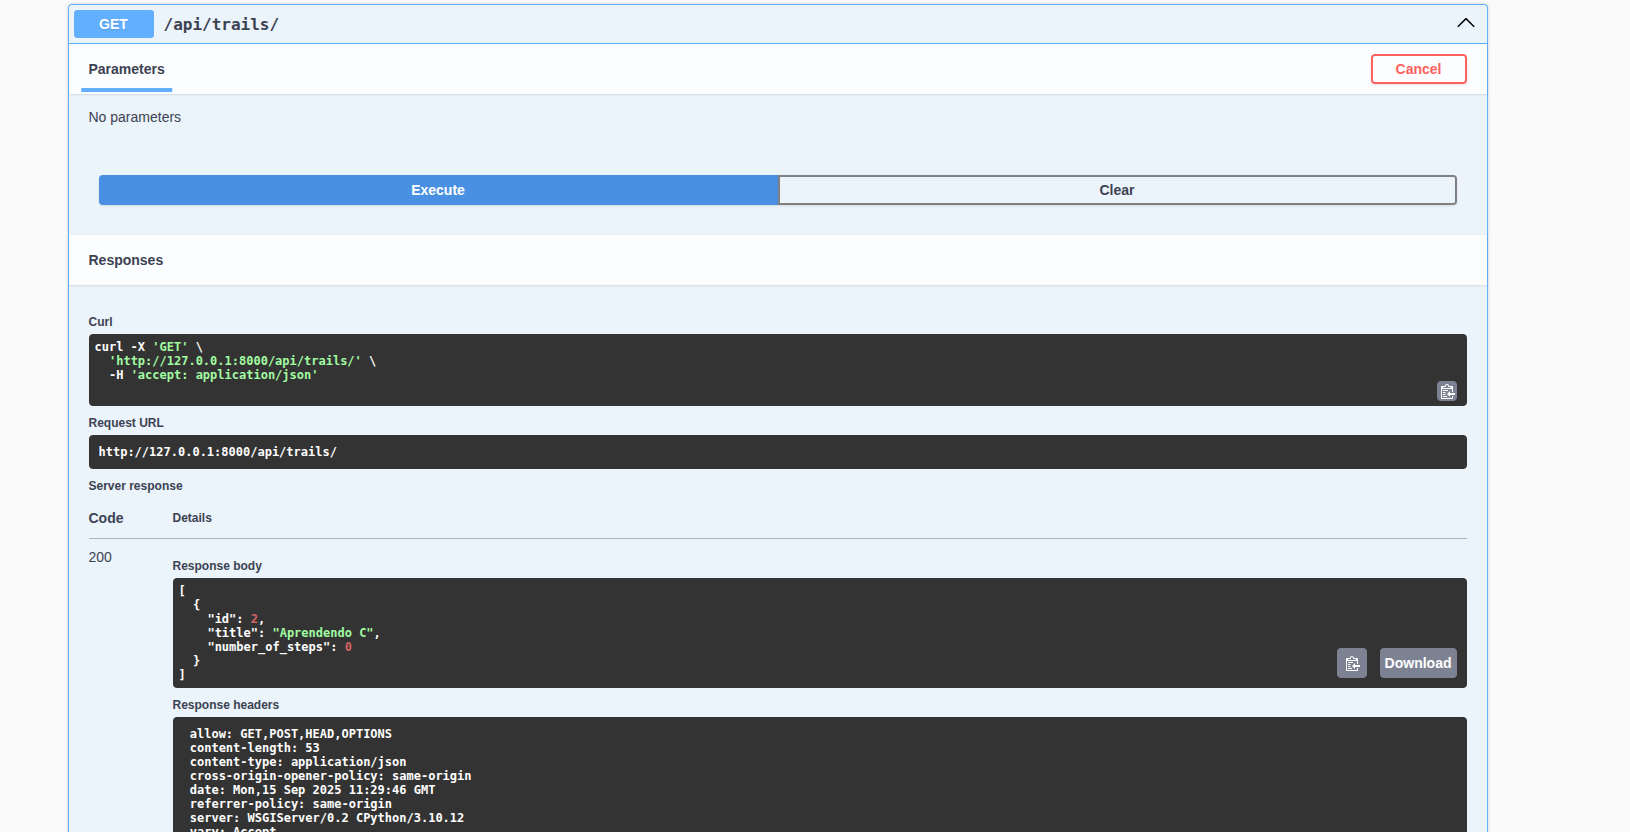 GET /api/trails/
Parameters
Cancel
No parameters
Execute
Clear
Responses
Curl
curl -X 'GET' \
  'http://127.0.0.1:8000/api/trails/' \
  -H 'accept: application/json'
Request URL
http://127.0.0.1:8000/api/trails/
Server response
Code Details
200
Response body
[
  {
    "id": 2,
    "title": "Aprendendo C",
    "number_of_steps": 0
  }
]
Download
Response headers
allow: GET,POST,HEAD,OPTIONS
content-length: 53
content-type: application/json
cross-origin-opener-policy: same-origin
date: Mon,15 Sep 2025 11:29:46 GMT
referrer-policy: same-origin
server: WSGIServer/0.2 CPython/3.10.12
vary: Accept